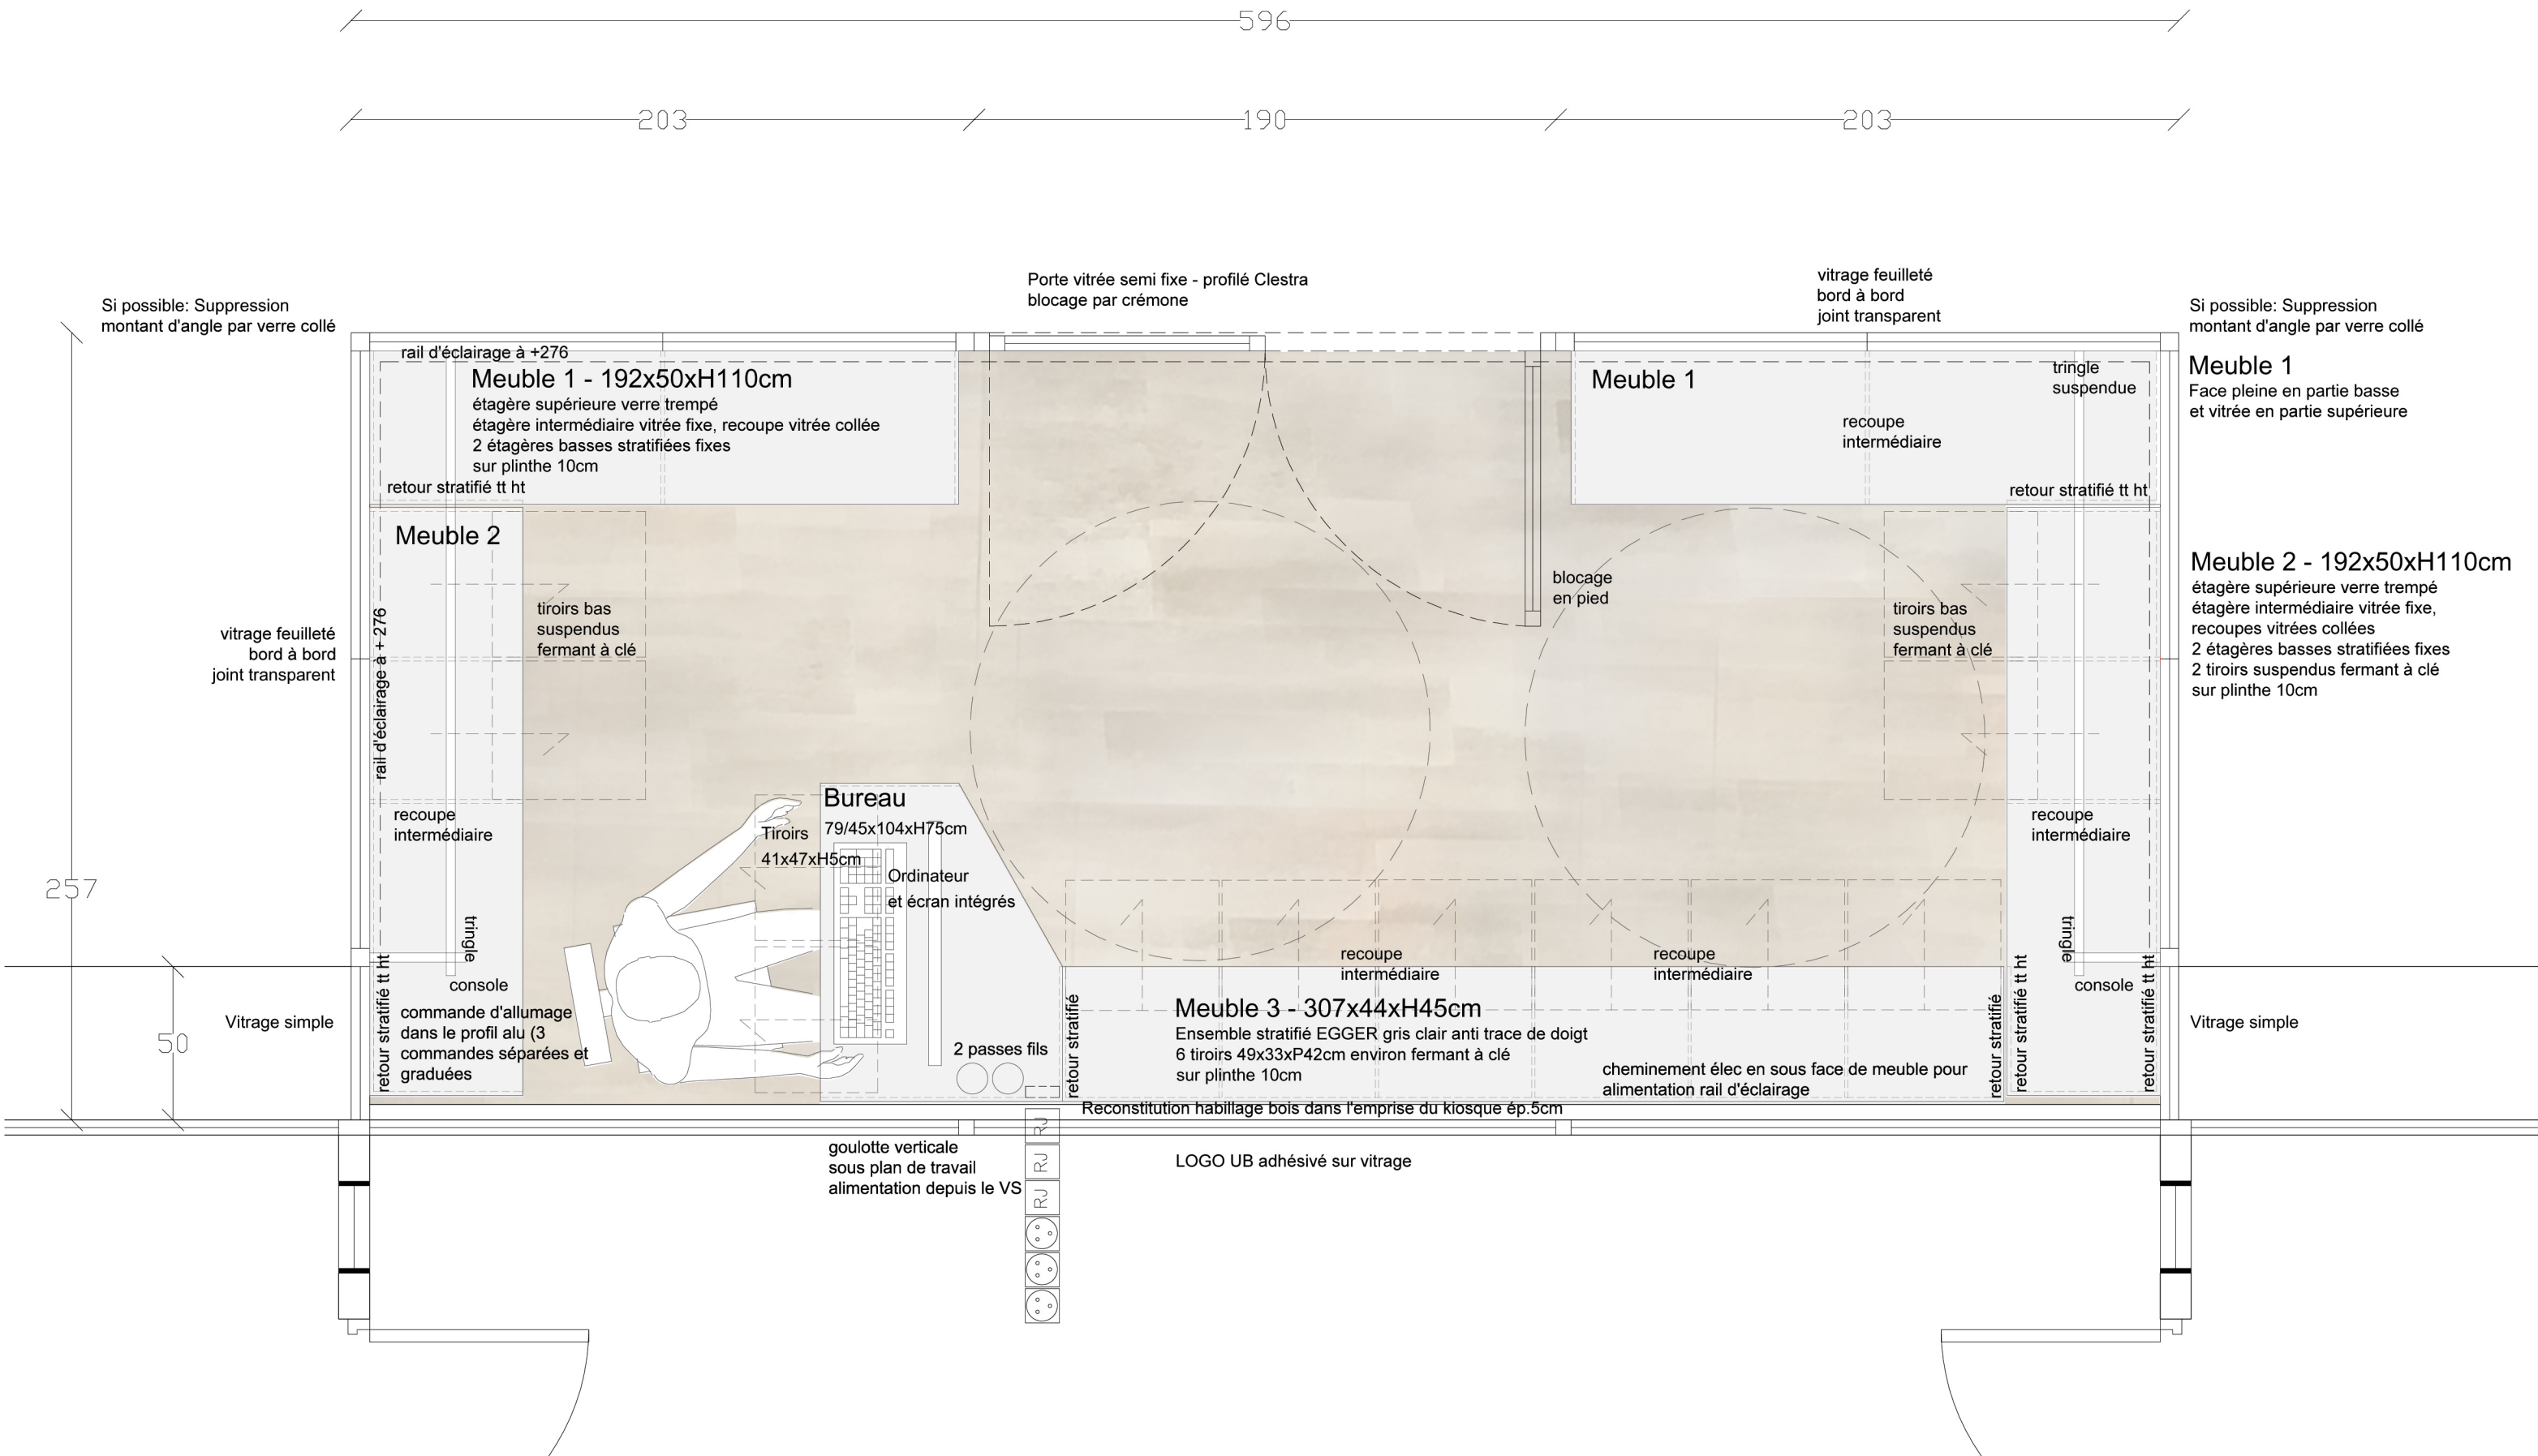 596
203
190
203
Porte vitrée semi fixe - profilé Clestra
blocage par crémone
vitrage feuilleté
bord à bord
joint transparent
Si possible: Suppression
montant d'angle par verre collé
Si possible: Suppression
montant d'angle par verre collé
rail d'éclairage à +276
Meuble 1 - 192x50xH110cm
étagère supérieure verre trempé
étagère intermédiaire vitrée fixe, recoupe vitrée collée
2 étagères basses stratifiées fixes
sur plinthe 10cm
retour stratifié tt ht
Meuble 1
tringle
suspendue
recoupe
intermédiaire
retour stratifié tt ht
Meuble 1
Face pleine en partie basse
et vitrée en partie supérieure
Meuble 2
tiroirs bas
suspendus
fermant à clé
blocage
en pied
tiroirs bas
suspendus
fermant à clé
Meuble 2 - 192x50xH110cm
étagère supérieure verre trempé
étagère intermédiaire vitrée fixe,
recoupes vitrées collées
2 étagères basses stratifiées fixes
2 tiroirs suspendus fermant à clé
sur plinthe 10cm
vitrage feuilleté
bord à bord
joint transparent
rail d'éclairage à + 276
recoupe
intermédiaire
Bureau
79/45x104xH75cm
Tiroirs
41x47xH5cm
Ordinateur
et écran intégrés
recoupe
intermédiaire
257
tringle
tringle
console
console
recoupe
intermédiaire
recoupe
intermédiaire
50
Vitrage simple
Vitrage simple
retour stratifié tt ht
commande d'allumage
dans le profil alu (3
commandes séparées et
graduées
2 passes fils
retour stratifié
Meuble 3 - 307x44xH45cm
Ensemble stratifié EGGER gris clair anti trace de doigt
6 tiroirs 49x33xP42cm environ fermant à clé
sur plinthe 10cm
cheminement élec en sous face de meuble pour
alimentation rail d'éclairage
retour stratifié
retour stratifié tt ht
retour stratifié tt ht
Reconstitution habillage bois dans l'emprise du kiosque ép.5cm
goulotte verticale
sous plan de travail
alimentation depuis le VS
RJ
RJ
RJ
LOGO UB adhésivé sur vitrage